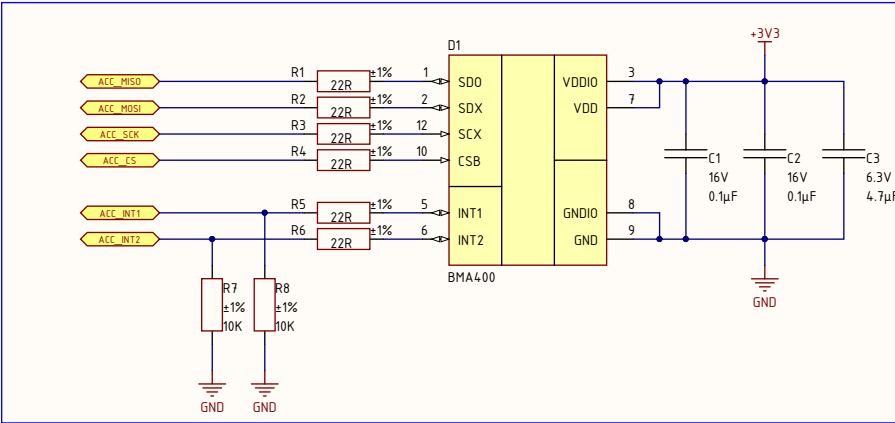 +3V3
D1
ACC_MISO R1 22R ±1% 1 SDO VDDIO 3
ACC_MOSI R2 22R ±1% 2 SDX VDD 7
ACC_SCK R3 22R ±1% 12 SCX
ACC_CS R4 22R ±1% 10 CSB
C1 16V 0.1µF
C2 16V 0.1µF
C3 6.3V 4.7µF
ACC_INT1 R5 22R ±1% 5 INT1 GNDIO 8
ACC_INT2 R6 22R ±1% 6 INT2 GND 9
BMA400
R7 ±1% 10K
R8 ±1% 10K
GND
GND
GND